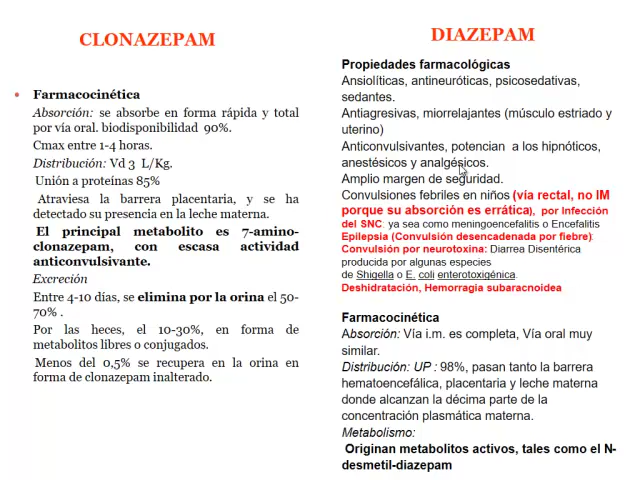 CLONAZEPAM
• Farmacocinética
Absorción: se absorbe en forma rápida y total
por vía oral. biodisponibilidad 90%.
Cmax entre 1-4 horas.
Distribución: Vd 3 L/Kg.
Unión a proteínas 85%
Atraviesa la barrera placentaria, y se ha
detectado su presencia en la leche materna.
El principal metabolito es 7-amino-
clonazepam, con escasa actividad
anticonvulsivante.
Excreción
Entre 4-10 días, se elimina por la orina el 50-
70% .
Por las heces, el 10-30%, en forma de
metabolitos libres o conjugados.
Menos del 0,5% se recupera en la orina en
forma de clonazepam inalterado.
DIAZEPAM
Propiedades farmacológicas
Ansiolíticas, antineuróticas, psicosedativas,
sedantes.
Antiagresivas, miorrelajantes (músculo estriado y
uterino)
Anticonvulsivantes, potencian a los hipnóticos,
anestésicos y analgésicos.
Amplio margen de seguridad.
Convulsiones febriles en niños (vía rectal, no IM
porque su absorción es errática), por Infección
del SNC: ya sea como meningoencefalitis o Encefalitis
Epilepsia (Convulsión desencadenada por fiebre):
Convulsión por neurotoxina: Diarrea Disentérica
producida por algunas especies
de Shigella o E. coli enterotoxigénica.
Deshidratación, Hemorragia subaracnoidea
Farmacocinética
Absorción: Vía i.m. es completa, Vía oral muy
similar.
Distribución: UP : 98%, pasan tanto la barrera
hematoencefálica, placentaria y leche materna
donde alcanzan la décima parte de la
concentración plasmática materna.
Metabolismo:
Originan metabolitos activos, tales como el N-
desmetil-diazepam